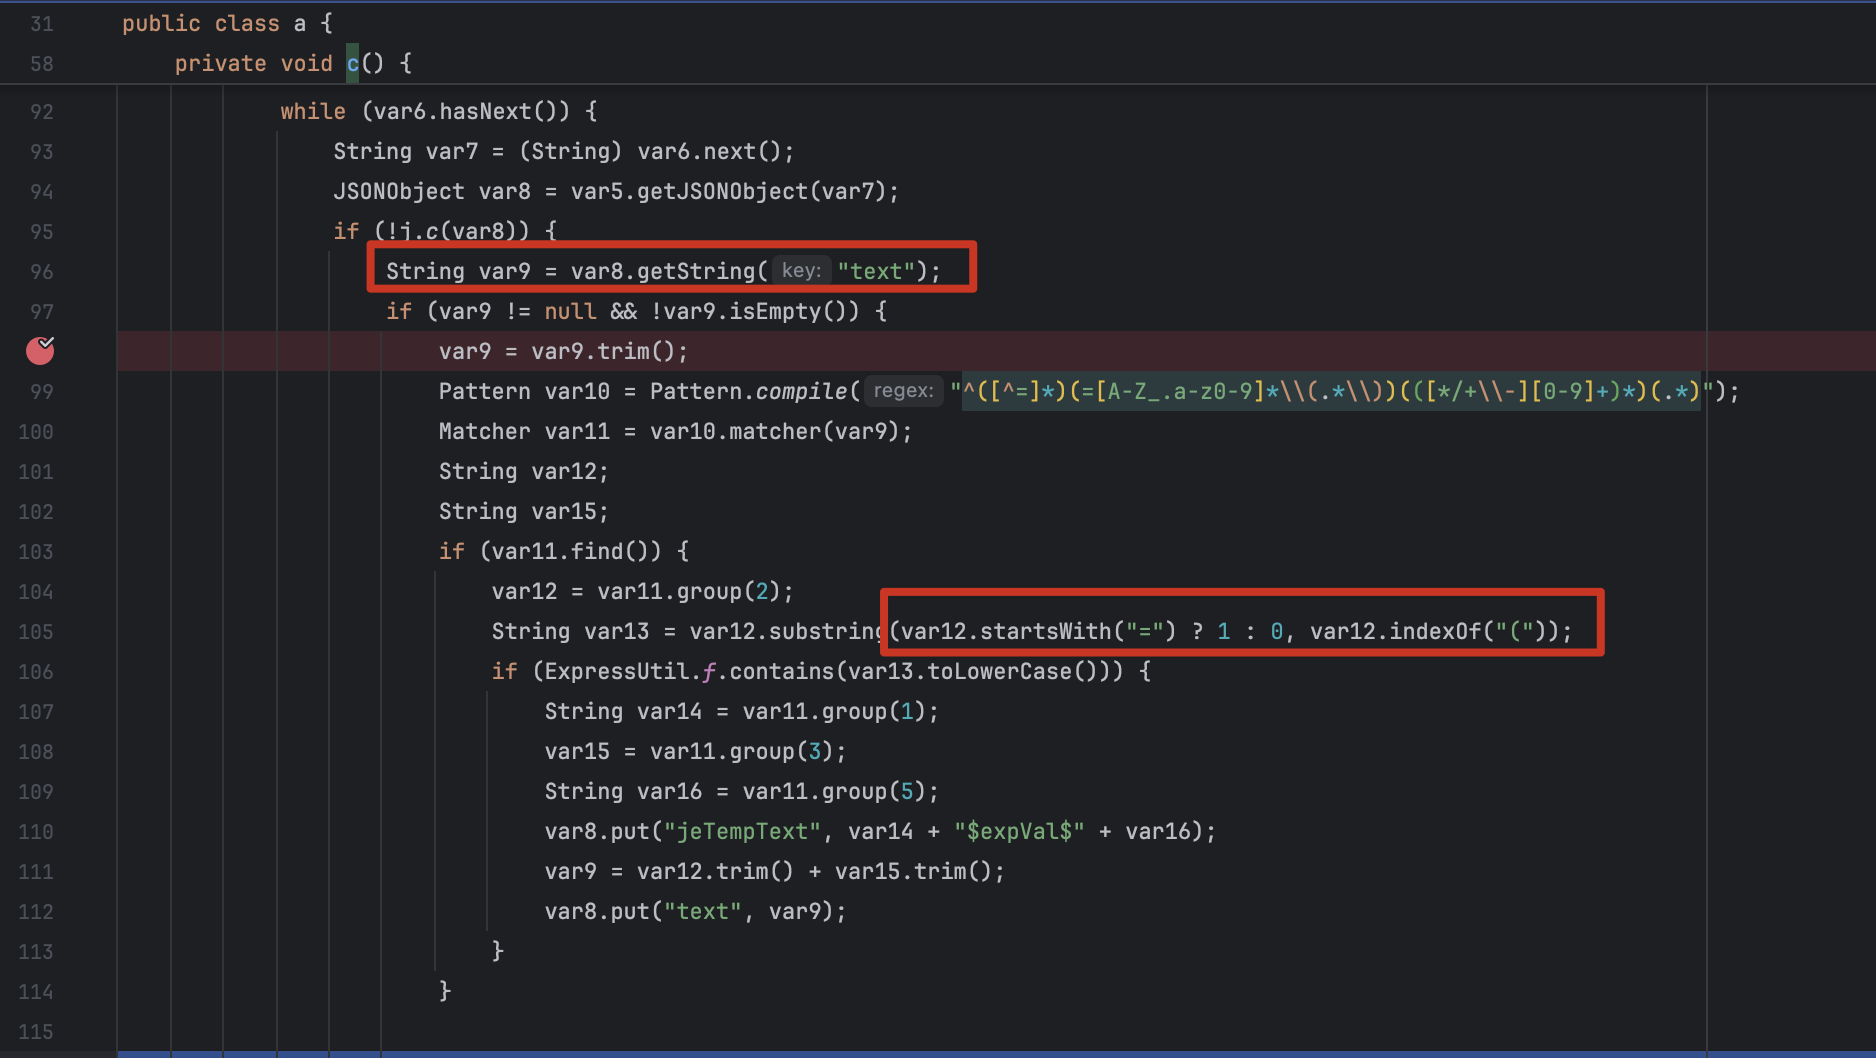 31 public class a {
58 private void c() {
92 while (var6.hasNext()) {
93 String var7 = (String) var6.next();
94 JSONObject var8 = var5.getJSONObject(var7);
95 if (!j.c(var8)) {
96 String var9 = var8.getString( key: "text");
97 if (var9 != null && !var9.isEmpty()) {
var9 = var9.trim();
99 Pattern var10 = Pattern.compile( regex: "^([^=]*)(=[A-Z_.a-z0-9]*\\(.*\\))(([*/+\\-][0-9]+)*)(.*)");
100 Matcher var11 = var10.matcher(var9);
101 String var12;
102 String var15;
103 if (var11.find()) {
104 var12 = var11.group(2);
105 String var13 = var12.substring(var12.startsWith("=") ? 1 : 0, var12.indexOf("("));
106 if (ExpressUtil.f.contains(var13.toLowerCase())) {
107 String var14 = var11.group(1);
108 var15 = var11.group(3);
109 String var16 = var11.group(5);
110 var8.put("jeTempText", var14 + "$expVal$" + var16);
111 var9 = var12.trim() + var15.trim();
112 var8.put("text", var9);
113 }
114 }
115